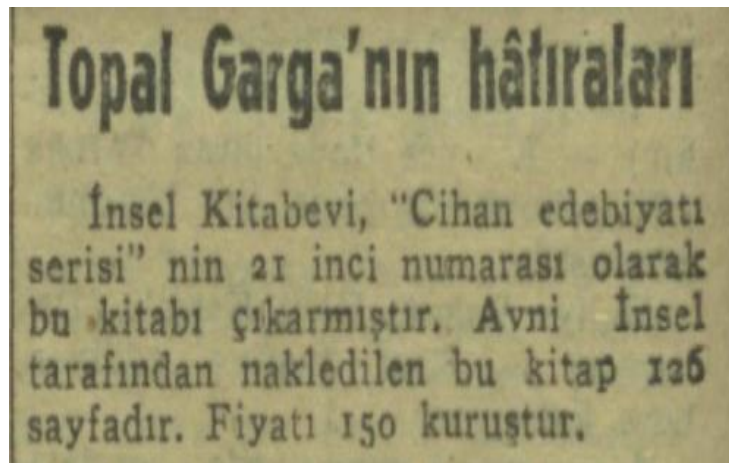 Topal Garga'nın hâtıraları
İnsel Kitabevi, "Cihan edebiyatı
serisi" nin 21 inci numarası olarak
bu kitabı çıkarmıştır. Avni İnsel
tarafından nakledilen bu kitap 126
sayfadır. Fiyatı 150 kuruştur.